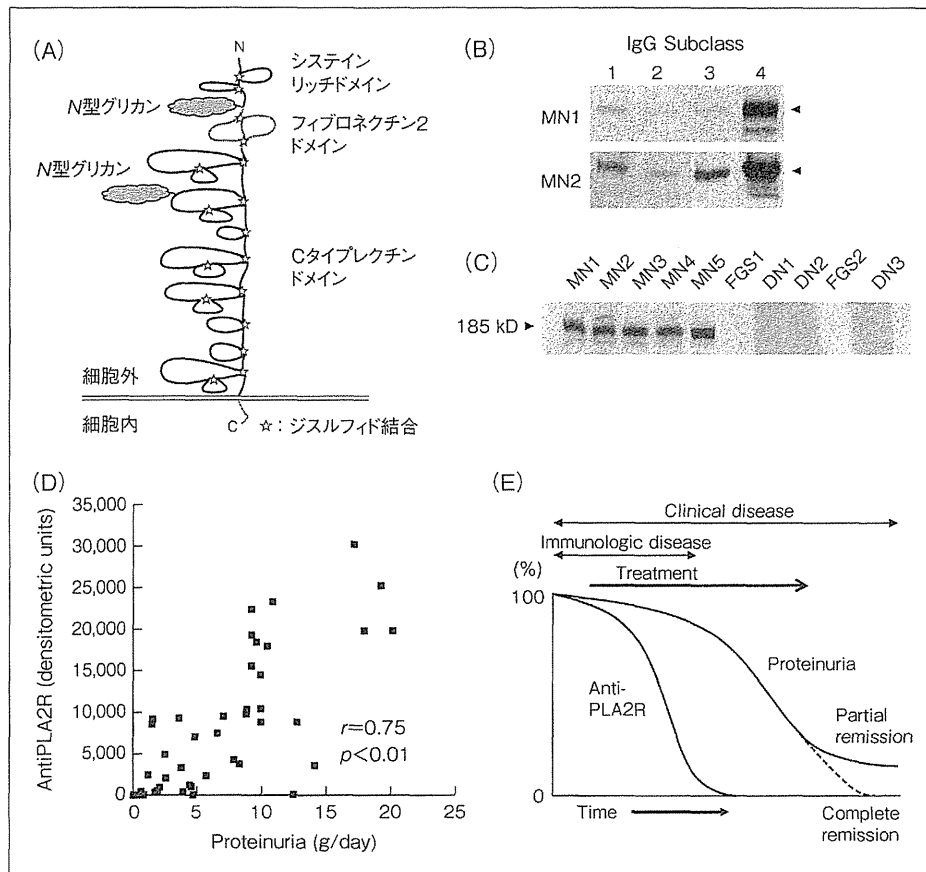 (A)
N
システイン
リッチドメイン
N型グリカン
フィブロネクチン2
ドメイン
N型グリカン
Cタイプレクチン
ドメイン
細胞外
細胞内
C
☆：ジスルフィド結合
(B)
IgG Subclass
1 2 3 4
MN1
MN2
(C)
MN1 MN2 MN3 MN4 MN5 FGS1 DN1 DN2 FGS2 DN3
185 kD
(D)
AntiPLA2R (densitometric units)
35,000
30,000
25,000
20,000
15,000
10,000
5,000
0
r=0.75
p<0.01
0 5 10 15 20 25
Proteinuria (g/day)
(E)
Clinical disease
Immunologic disease
Treatment
(%)
100
Anti-
PLA2R
Proteinuria
Partial
remission
0
Time
Complete
remission